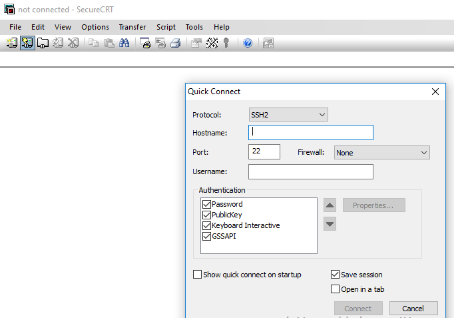 not connected - SecureCRT
File Edit View Options Transfer Script Tools Help
Quick Connect
Protocol: SSH2
Hostname:
Port: 22 Firewall: None
Username:
Authentication
Password
PublicKey
Keyboard Interactive
GSSAPI
Properties...
Show quick connect on startup
Save session
Open in a tab
Connect Cancel